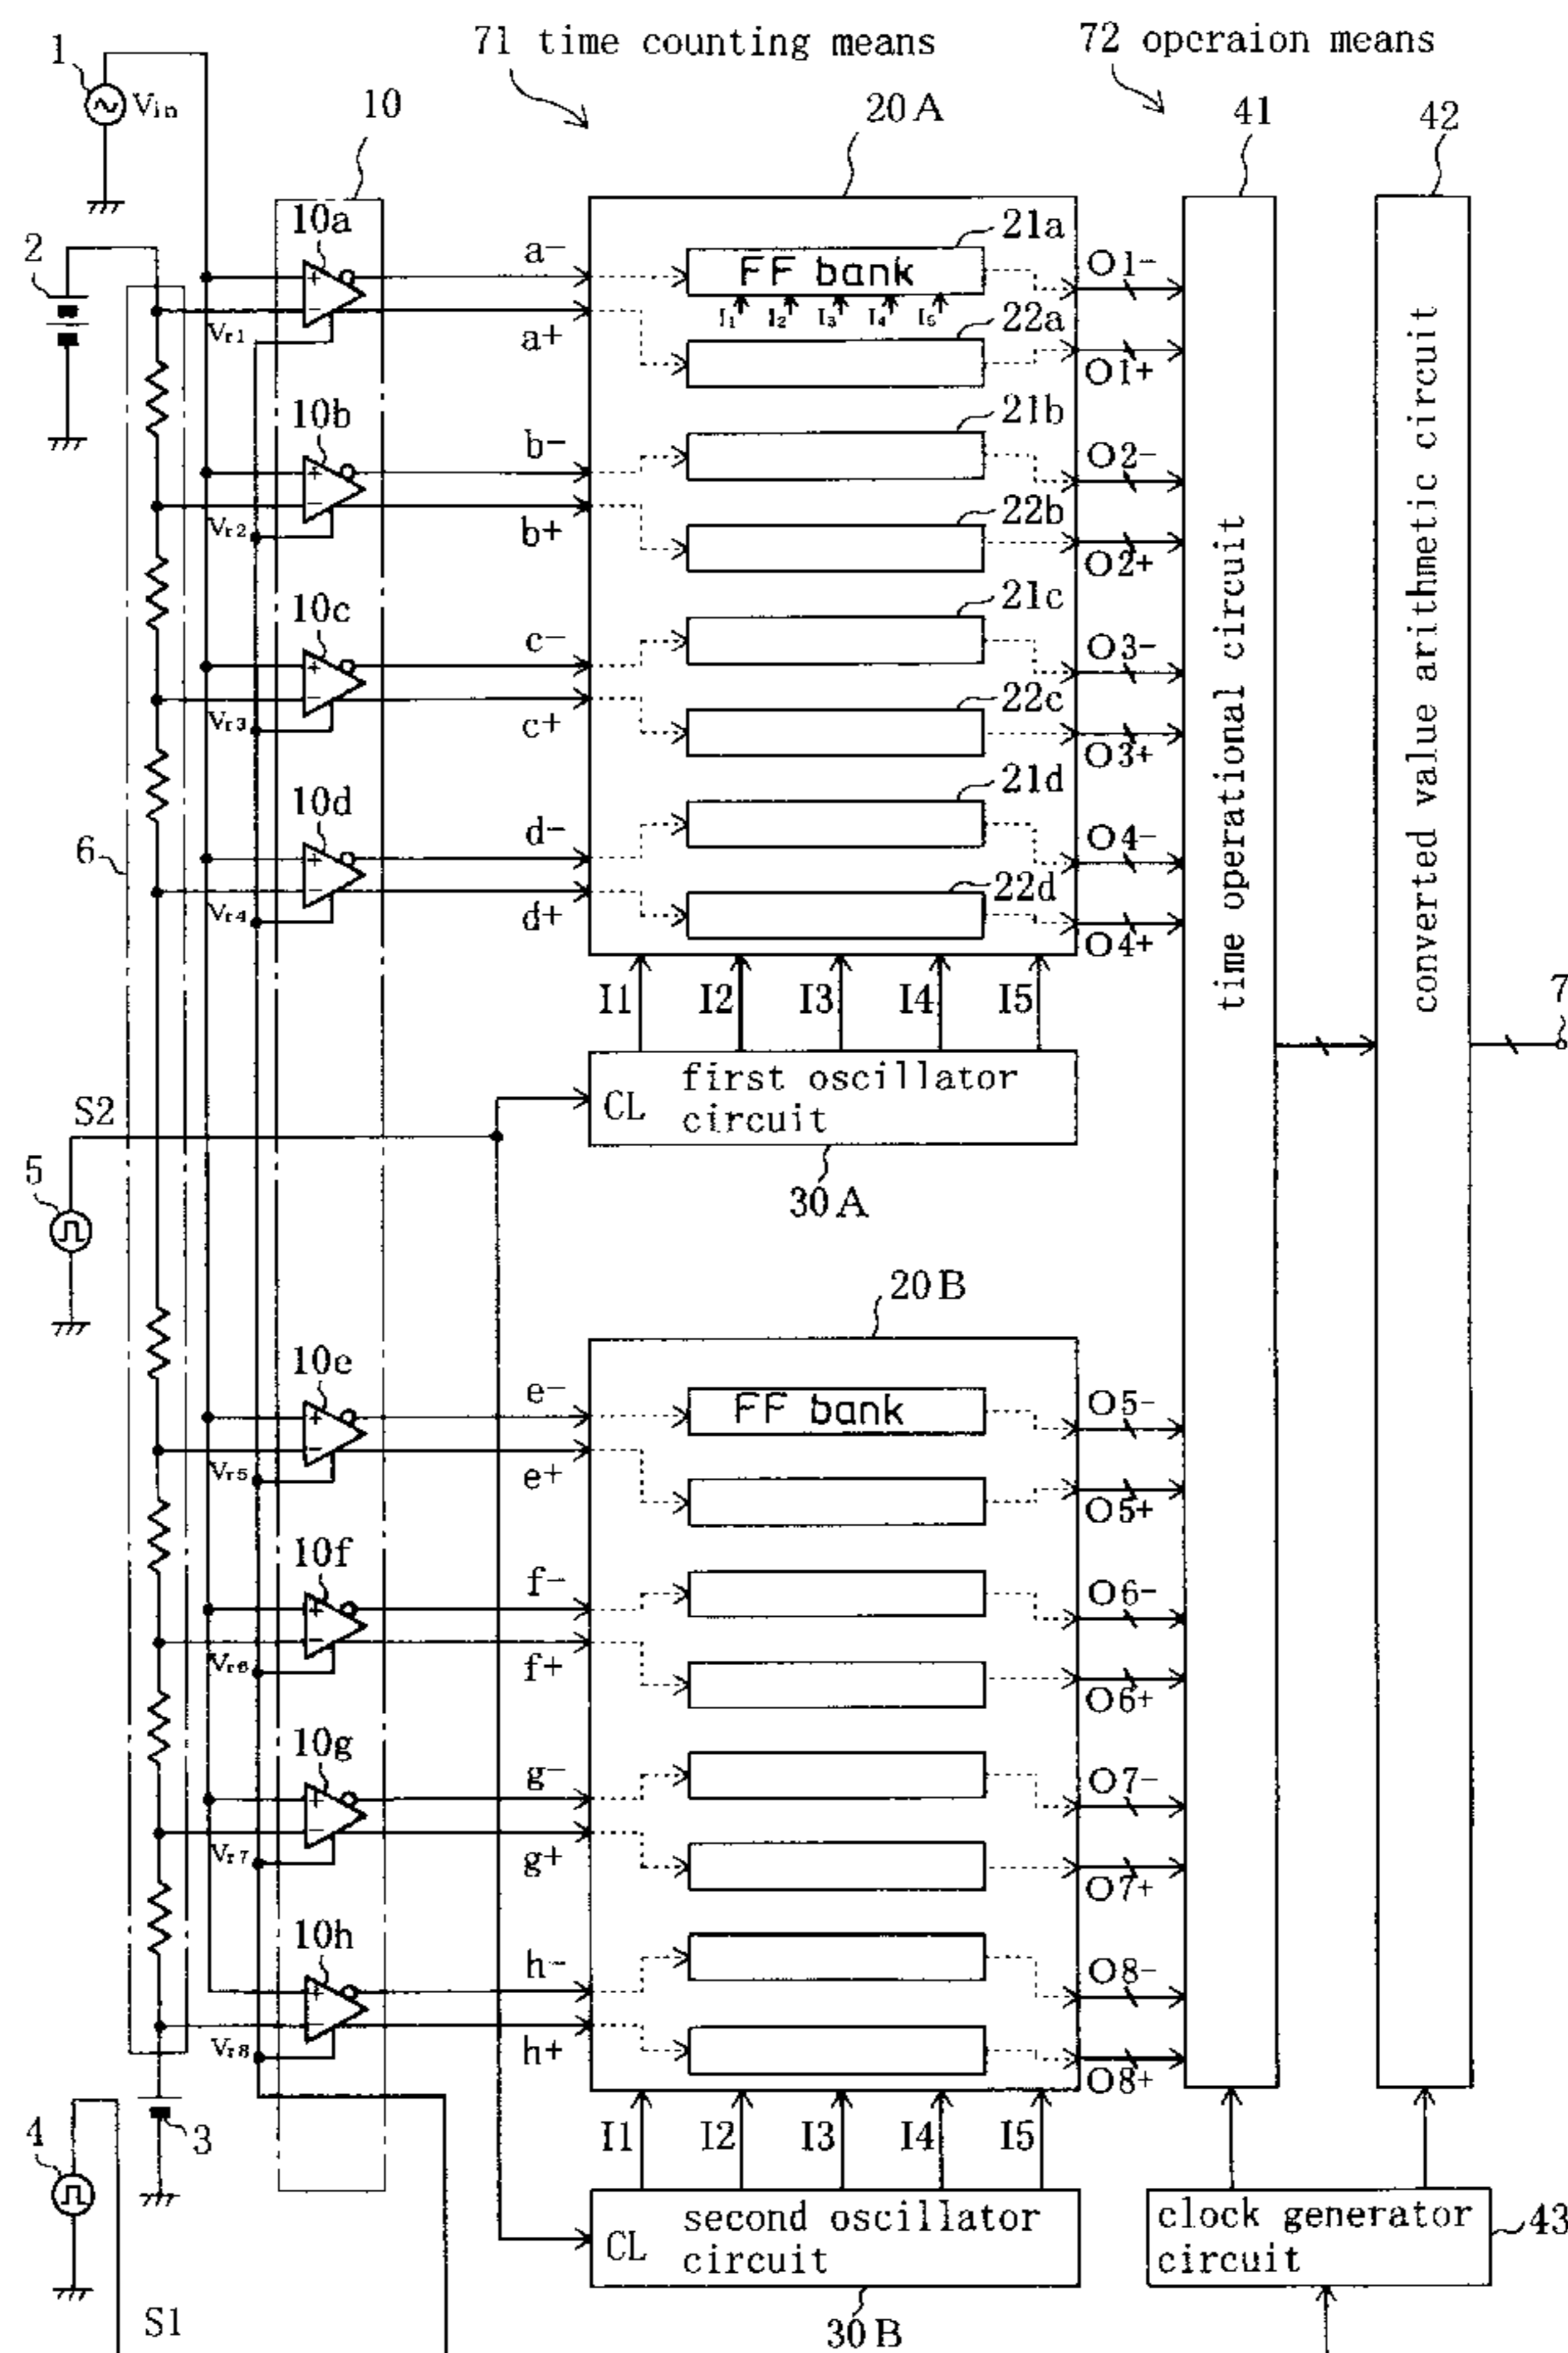 71 time counting means
72 operaion means
1
Vin
10
20A
41
42
2
10a
a-
a+
21a
FF bank
I1 I2 I3 I4 I5
22a
O1-
O1+
Vr1
10b
b-
b+
21b
22b
O2-
O2+
Vr2
10c
c-
c+
21c
22c
O3-
O3+
Vr3
10d
d-
d+
21d
22d
O4-
O4+
Vr4
6
time operational circuit
converted value arithmetic circuit
7
I1 I2 I3 I4 I5
first oscillator
circuit
CL
30A
S2
5
20B
10e
e-
e+
FF bank
O5-
O5+
Vr5
10f
f-
f+
O6-
O6+
Vr6
10g
g-
g+
O7-
O7+
Vr7
10h
h-
h+
O8-
O8+
Vr8
3
4
I1 I2 I3 I4 I5
second oscillator
circuit
CL
30B
clock generator
circuit
43
S1